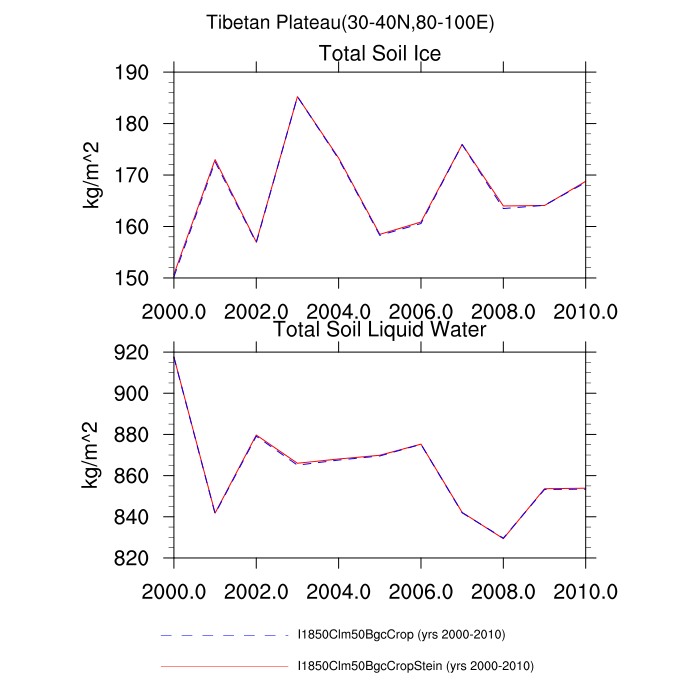 Tibetan Plateau(30-40N,80-100E)
Total Soil Ice
190
180
170
160
150
kg/m^2
2000.0 2002.0 2004.0 2006.0 2008.0 2010.0
Total Soil Liquid Water
920
900
880
860
840
820
kg/m^2
2000.0 2002.0 2004.0 2006.0 2008.0 2010.0
I1850Clm50BgcCrop (yrs 2000-2010)
I1850Clm50BgcCropStein (yrs 2000-2010)